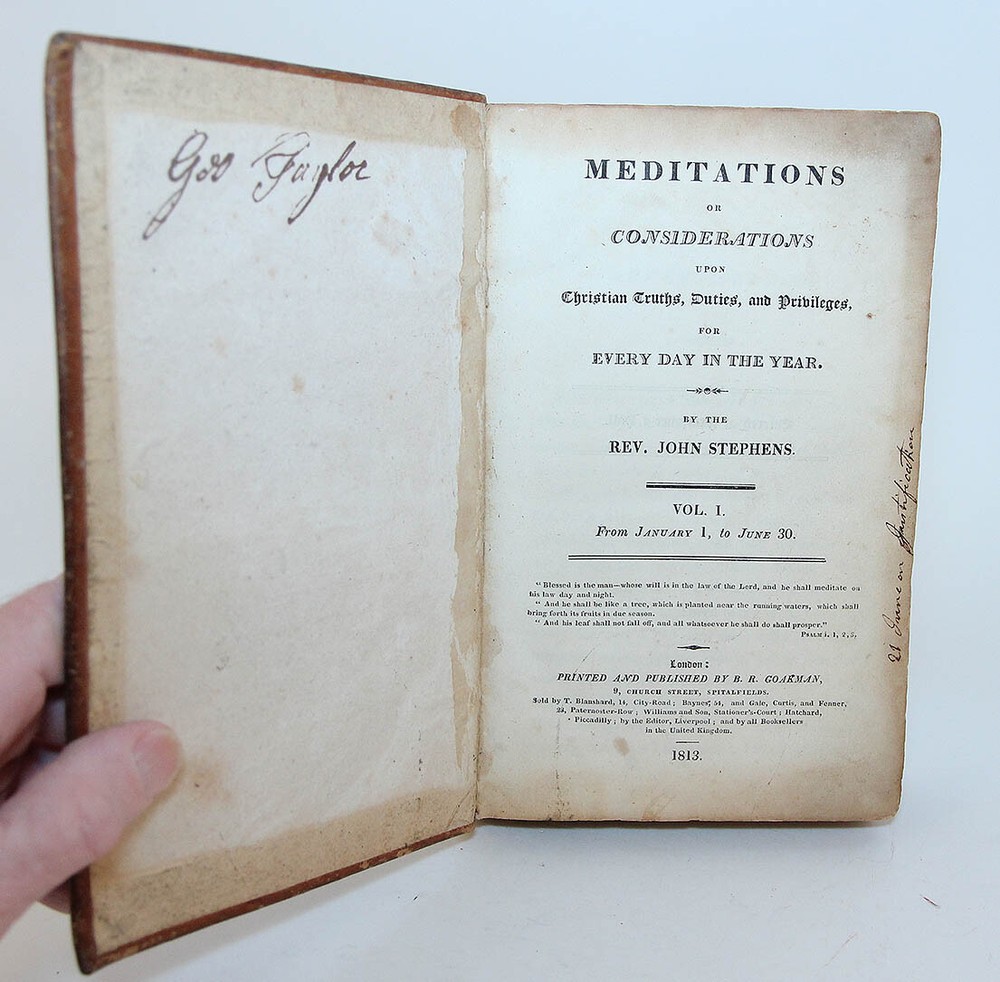 Geo Taylor
MEDITATIONS
OR
CONSIDERATIONS
UPON
Christian Truths, Duties, and Privileges,
FOR
EVERY DAY IN THE YEAR.
BY THE
REV. JOHN STEPHENS.
VOL. I.
From JANUARY 1, to JUNE 30.
"Blessed is the man—whose will is in the law of the Lord, and he shall meditate on
his law day and night.
"And he shall be like a tree, which is planted near the running waters, which shall
bring forth its fruits in due season.
"And his leaf shall not fall off, and all whatsoever he shall do shall prosper."
PSALM i. 1, 2, 3.
London:
PRINTED AND PUBLISHED BY B. R. GOAKMAN,
9, CHURCH STREET, SPITALFIELDS.
Sold by T. Blanshard, 14, City-Road; Baynes, 54, and Gale, Curtis, and Fenner,
23, Paternoster-Row; Williams and Son, Stationer's-Court; Hatchard,
Piccadilly; by the Editor, Liverpool; and by all Booksellers
in the United Kingdom.
1813.
21 June on Justification